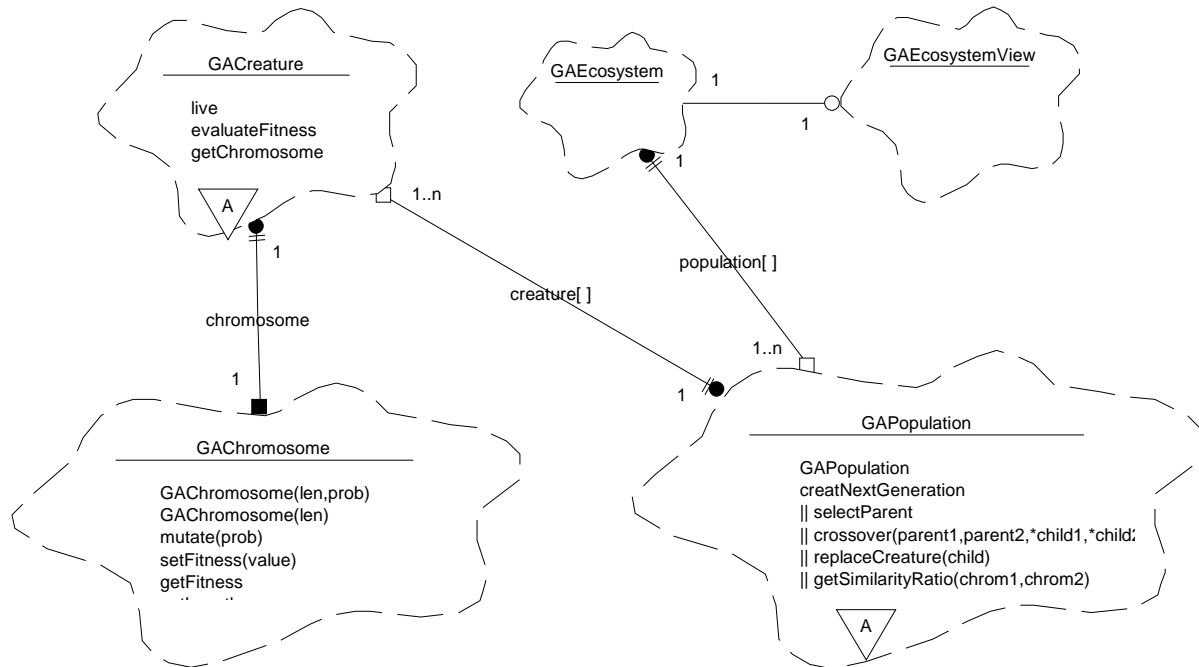 GACreature
live
evaluateFitness
getChromosome
A
1
chromosome
1
1..n
creature[ ]
1
GAEcosystem
1
1
GAEcosystemView
1
population[ ]
1..n
GAChromosome
GAChromosome(len,prob)
GAChromosome(len)
mutate(prob)
setFitness(value)
getFitness
GAPopulation
GAPopulation
creatNextGeneration
|| selectParent
|| crossover(parent1,parent2,*child1,*child2
|| replaceCreature(child)
|| getSimilarityRatio(chrom1,chrom2)
A